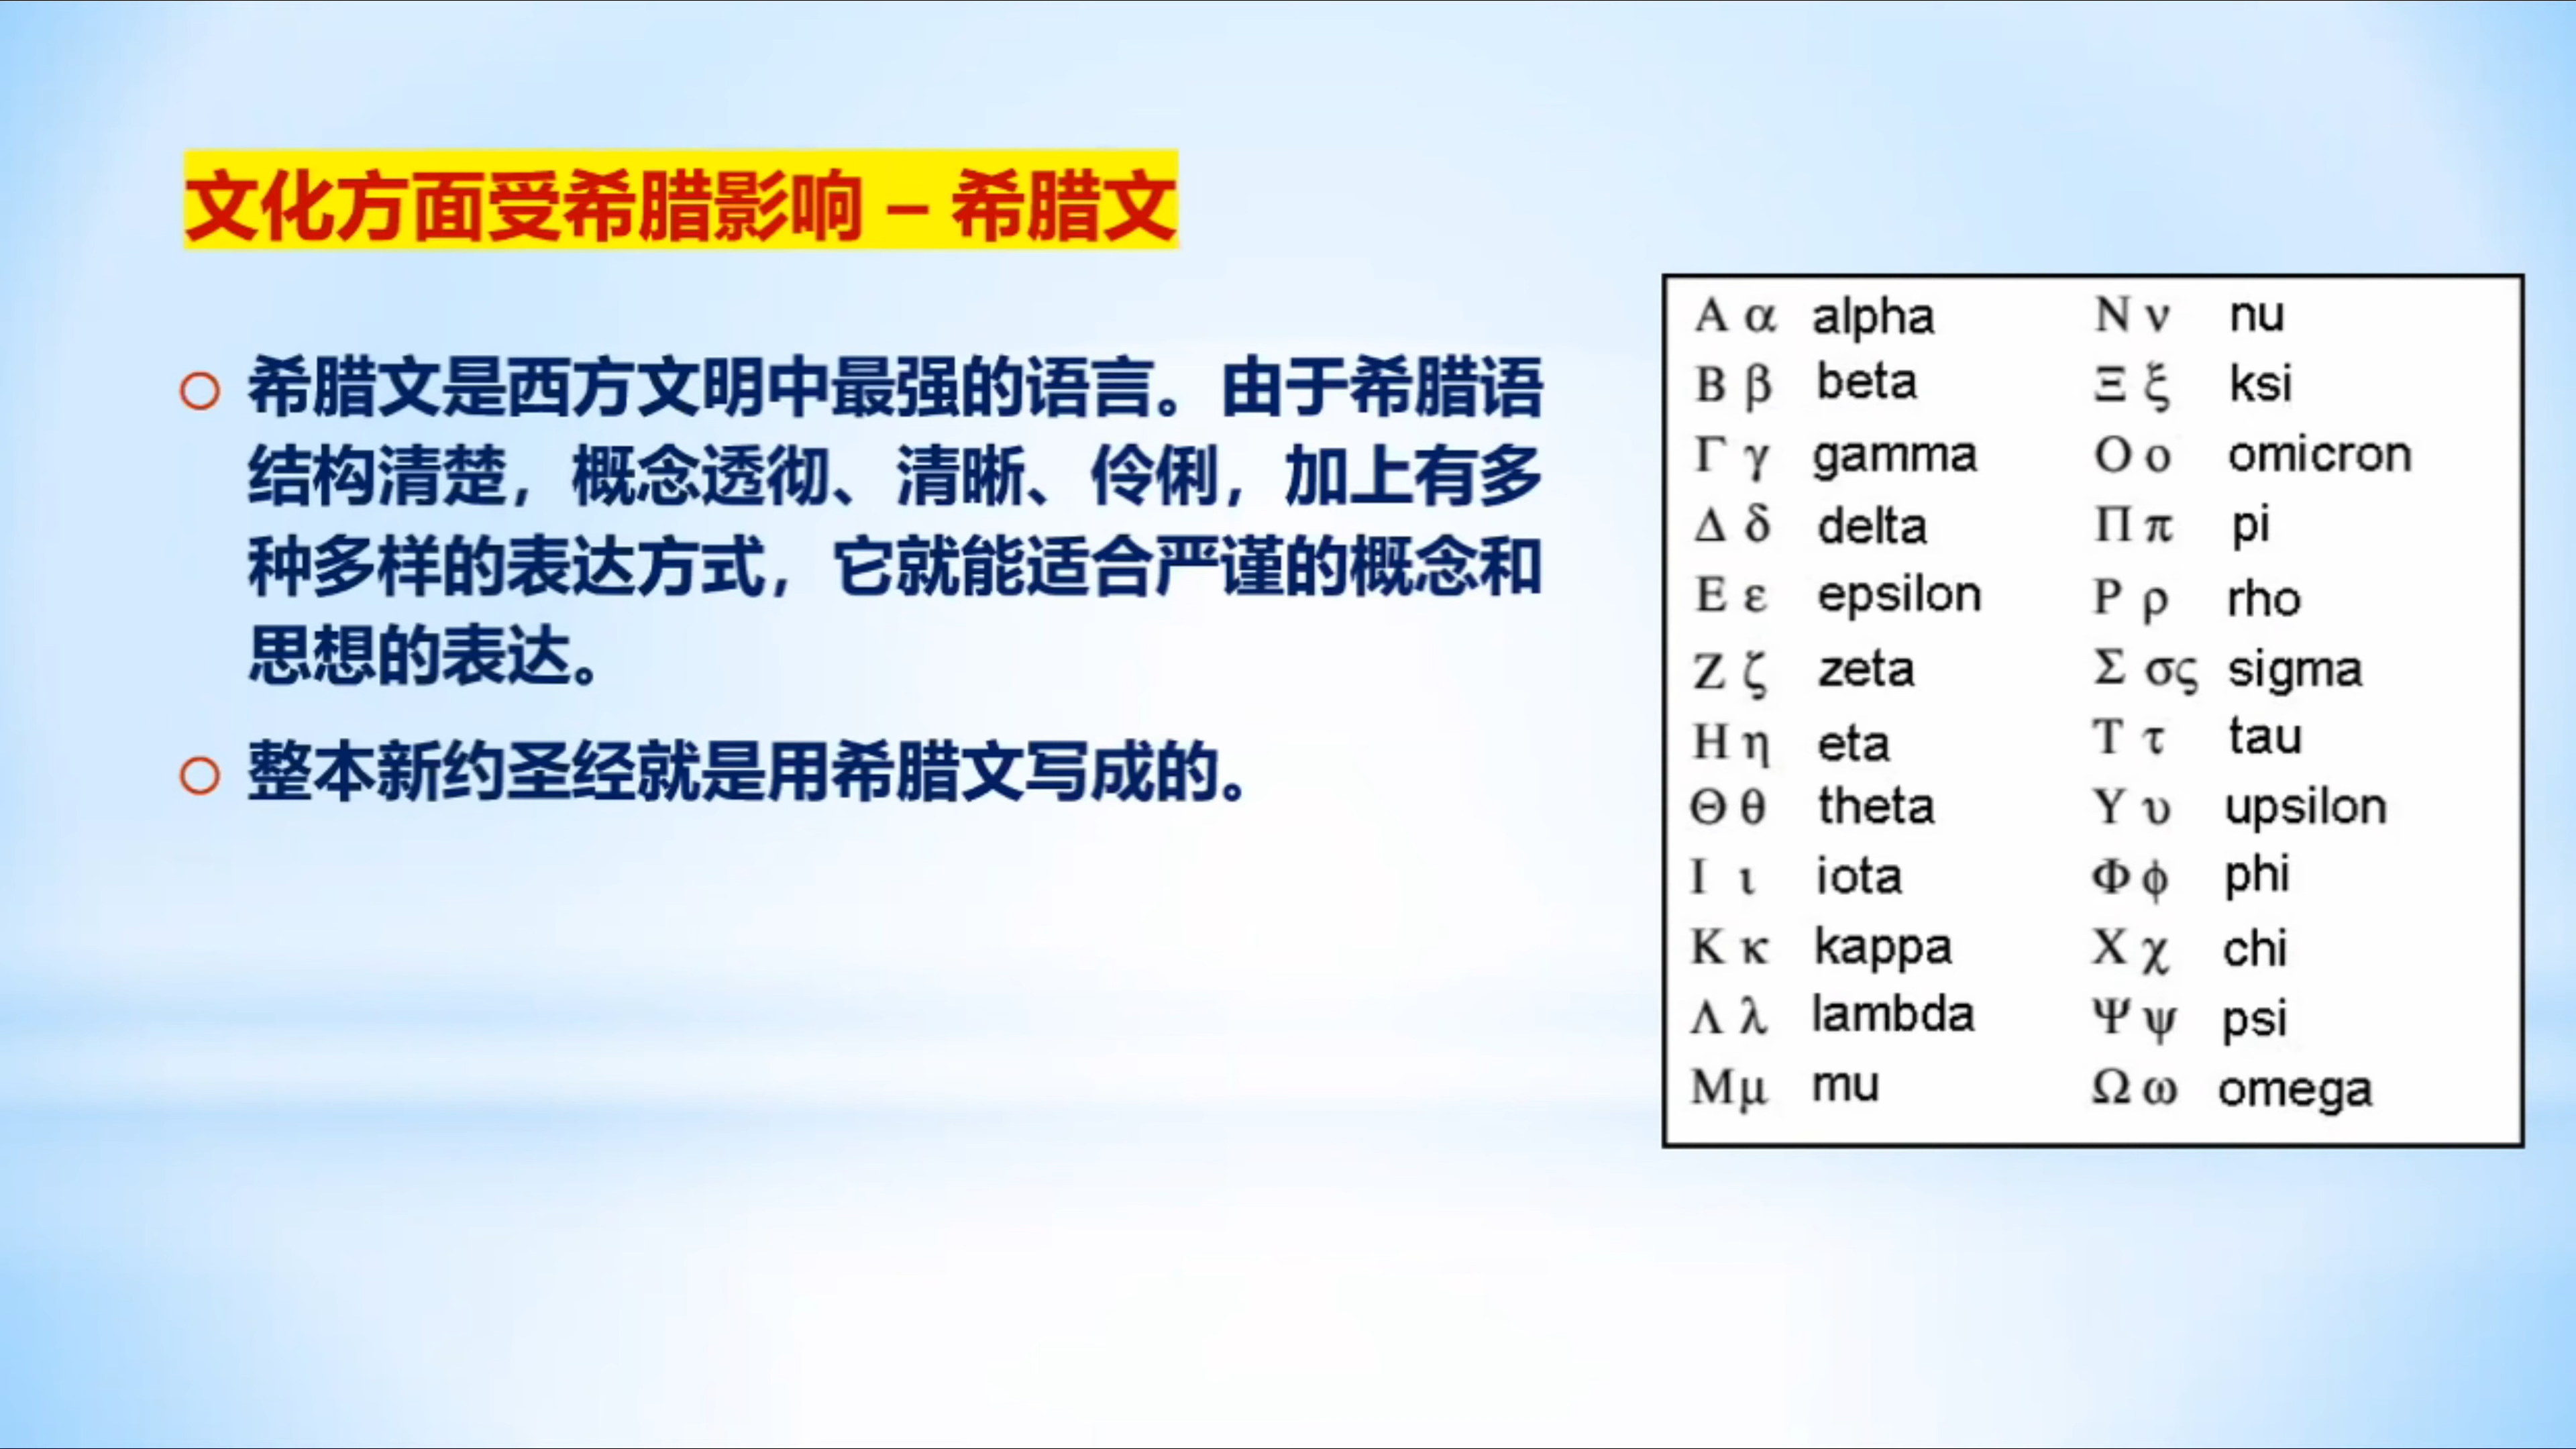 文化方面受希腊影响 – 希腊文
希腊文是西方文明中最强的语言。由于希腊语
结构清楚，概念透彻、清晰、伶俐，加上有多
种多样的表达方式，它就能适合严谨的概念和
思想的表达。
整本新约圣经就是用希腊文写成的。
Α α alpha
Β β beta
Γ γ gamma
Δ δ delta
Ε ε epsilon
Ζ ζ zeta
Η η eta
Θ θ theta
Ι ι iota
Κ κ kappa
Λ λ lambda
Μ μ mu
Ν ν nu
Ξ ξ ksi
Ο ο omicron
Π π pi
Ρ ρ rho
Σ σς sigma
Τ τ tau
Υ υ upsilon
Φ ϕ phi
Χ χ chi
Ψ ψ psi
Ω ω omega